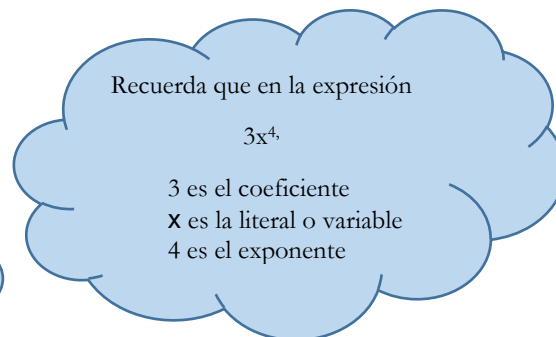 Recuerda que en la expresión
3x⁴,
3 es el coeficiente
x es la literal o variable
4 es el exponente